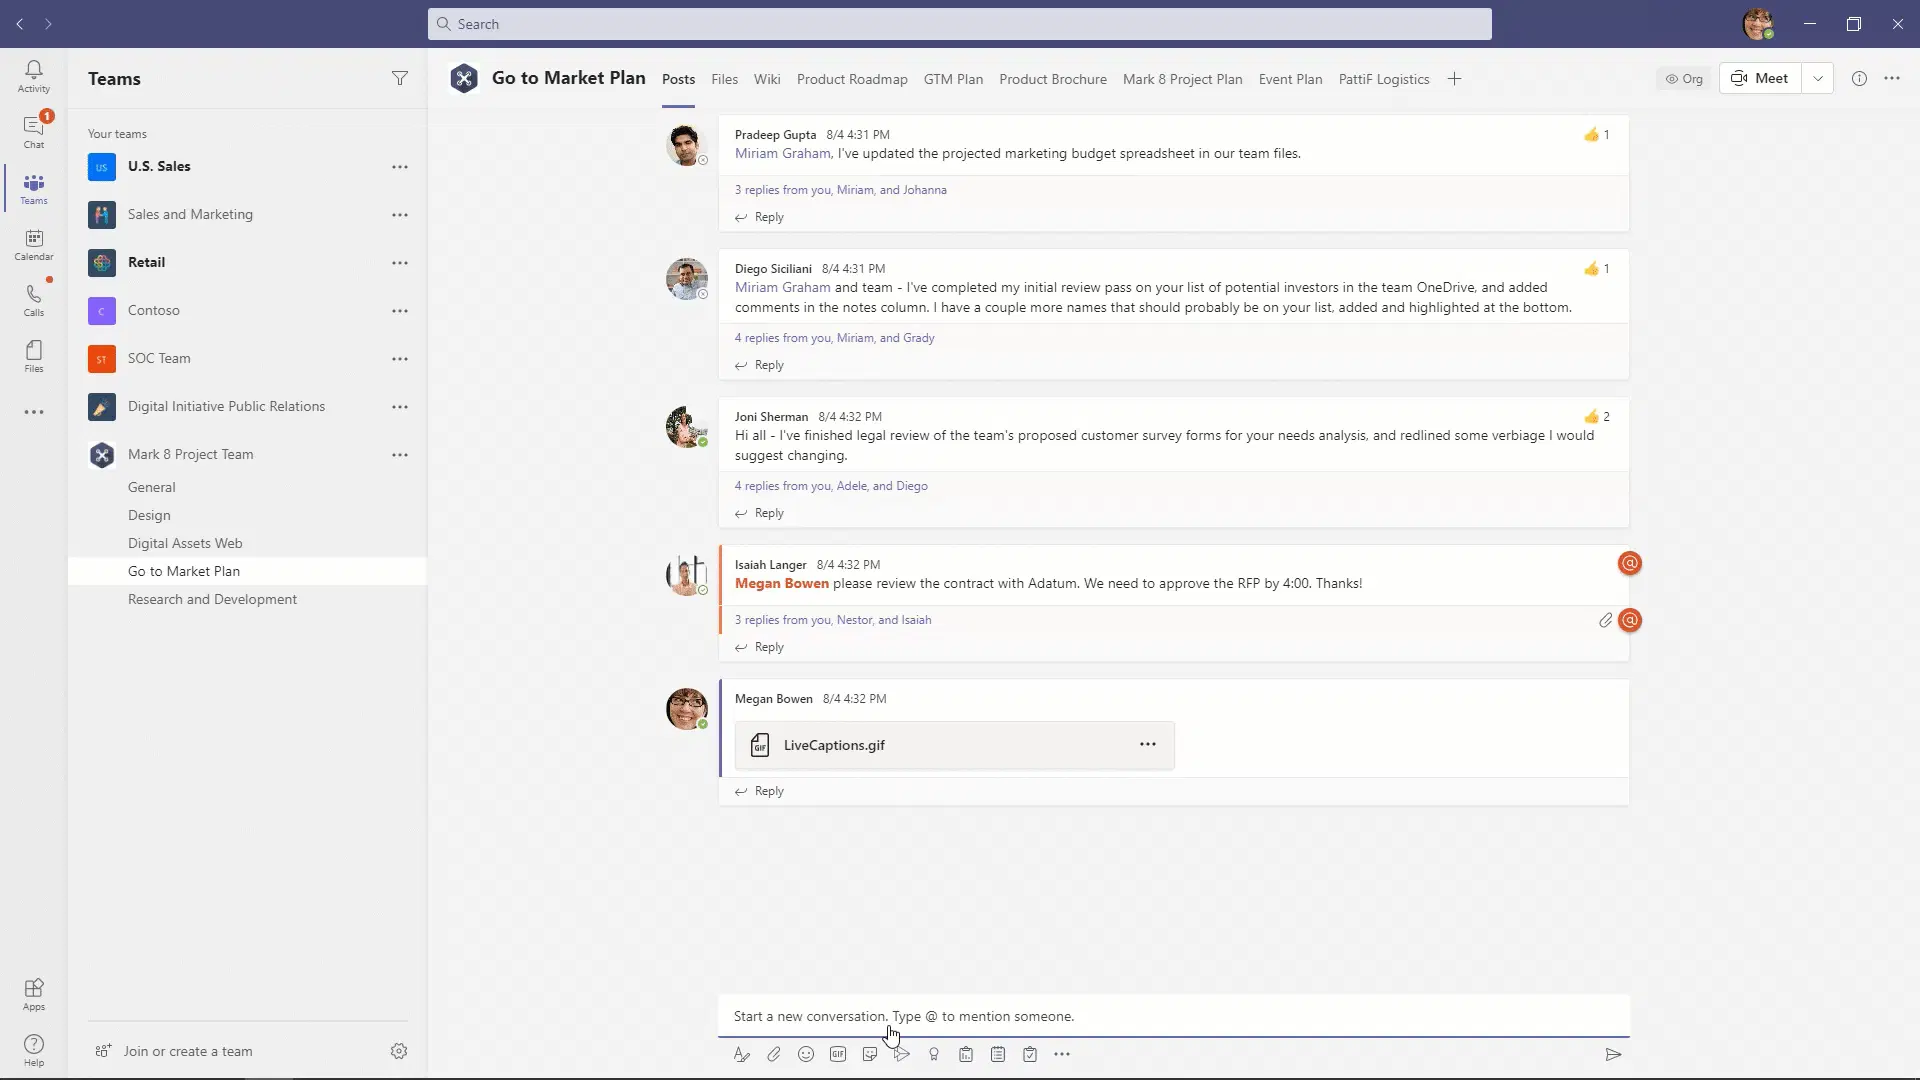 Search
Activity
1
Chat
Teams
Calendar
Calls
Files
Apps
Help
Teams
Your teams
US
U.S. Sales
Sales and Marketing
Retail
C
Contoso
ST
SOC Team
Digital Initiative Public Relations
Mark 8 Project Team
General
Design
Digital Assets Web
Go to Market Plan
Research and Development
Join or create a team
Go to Market Plan
Posts
Files
Wiki
Product Roadmap
GTM Plan
Product Brochure
Mark 8 Project Plan
Event Plan
PattiF Logistics
Org
Meet
Pradeep Gupta 8/4 4:31 PM
1
Miriam Graham, I've updated the projected marketing budget spreadsheet in our team files.
3 replies from you, Miriam, and Johanna
Reply
Diego Siciliani 8/4 4:31 PM
1
Miriam Graham and team - I've completed my initial review pass on your list of potential investors in the team OneDrive, and added
comments in the notes column. I have a couple more names that should probably be on your list, added and highlighted at the bottom.
4 replies from you, Miriam, and Grady
Reply
Joni Sherman 8/4 4:32 PM
2
Hi all - I've finished legal review of the team's proposed customer survey forms for your needs analysis, and redlined some verbiage I would
suggest changing.
4 replies from you, Adele, and Diego
Reply
Isaiah Langer 8/4 4:32 PM
@
Megan Bowen please review the contract with Adatum. We need to approve the RFP by 4:00. Thanks!
3 replies from you, Nestor, and Isaiah
@
Reply
Megan Bowen 8/4 4:32 PM
GIF
LiveCaptions.gif
Reply
Start a new conversation. Type @ to mention someone.
GIF